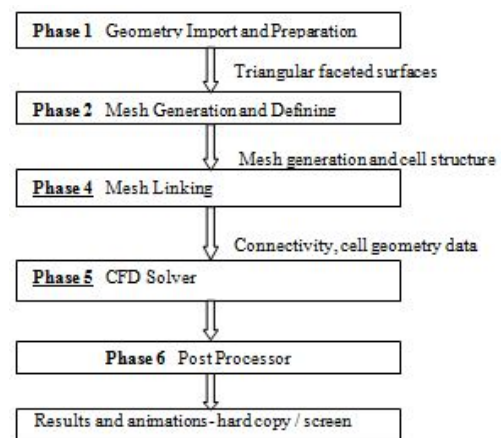 Phase 1 Geometry Import and Preparation
Triangular faceted surfaces
Phase 2 Mesh Generation and Defining
Mesh generation and cell structure
Phase 4 Mesh Linking
Connectivity, cell geometry data
Phase 5 CFD Solver
Phase 6 Post Processor
Results and animations- hard copy / screen